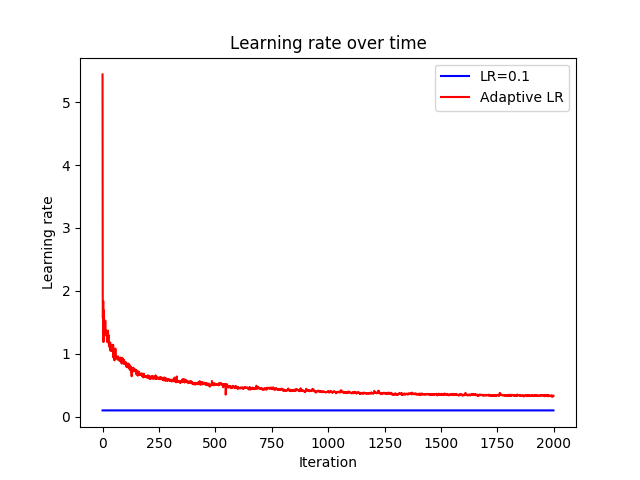 Learning rate over time
LR=0.1
Adaptive LR
Learning rate
5
4
3
2
1
0
0 250 500 750 1000 1250 1500 1750 2000
Iteration